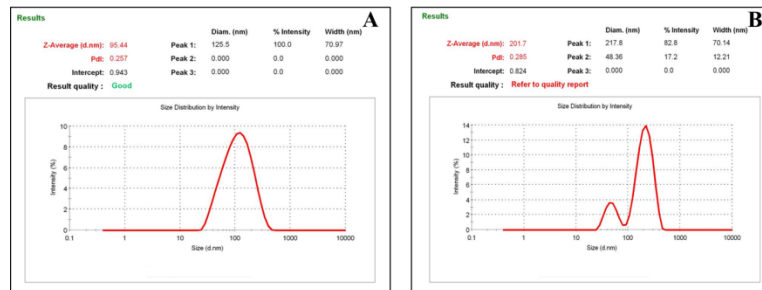 A
Results
Diam. (nm) % Intensity Width (nm)
Z-Average (d.nm): 95.44 Peak 1: 125.5 100.0 70.97
PdI: 0.257 Peak 2: 0.000 0.0 0.000
Intercept: 0.943 Peak 3: 0.000 0.0 0.000
Result quality : Good
Size Distribution by Intensity
Intensity (%)
10
8
6
4
2
0
0.1 1 10 100 1000 10000
Size (d.nm)
B
Results
Diam. (nm) % Intensity Width (nm)
Z-Average (d.nm): 201.7 Peak 1: 217.8 82.8 70.14
PdI: 0.285 Peak 2: 48.36 17.2 12.21
Intercept: 0.824 Peak 3: 0.000 0.0 0.000
Result quality : Refer to quality report
Size Distribution by Intensity
Intensity (%)
14
12
10
8
6
4
2
0
0.1 1 10 100 1000 10000
Size (d.nm)